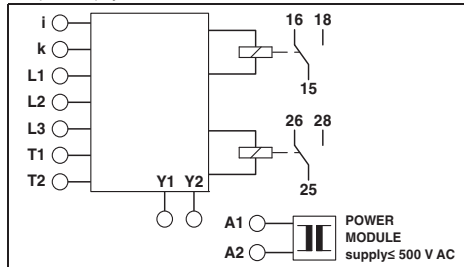 i
k
L1
L2
L3
T1
T2
Y1 Y2
16 18
15
26 28
25
A1
A2
POWER
MODULE
supply≤ 500 V AC